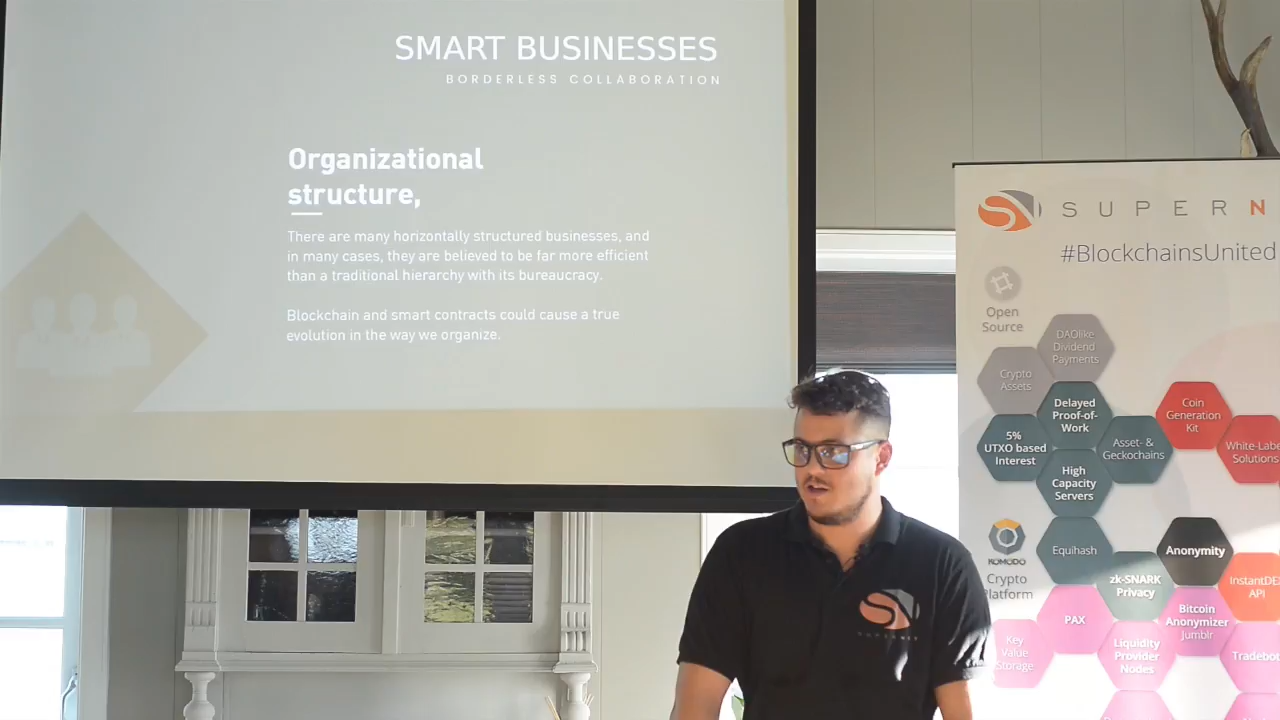 SMART BUSINESSES
BORDERLESS COLLABORATION
Organizational
structure,
There are many horizontally structured businesses, and
in many cases, they are believed to be far more efficient
than a traditional hierarchy with its bureaucracy.
Blockchain and smart contracts could cause a true
evolution in the way we organize.
SUPERN
#BlockchainsUnited
Open
Source
DAOlike
Dividend
Payments
Crypto
Assets
Delayed
Proof-of-
Work
5%
UTXO based
Interest
Asset- &
Geckochains
High
Capacity
Servers
Coin
Generation
Kit
White-Labe
Solutions
KOMODO
Crypto
Platform
Equihash
Anonymity
zk-SNARK
Privacy
InstantDE
API
PAX
Bitcoin
Anonymizer
Jumblr
Key
Value
Storage
Liquidity
Provider
Nodes
Tradebot